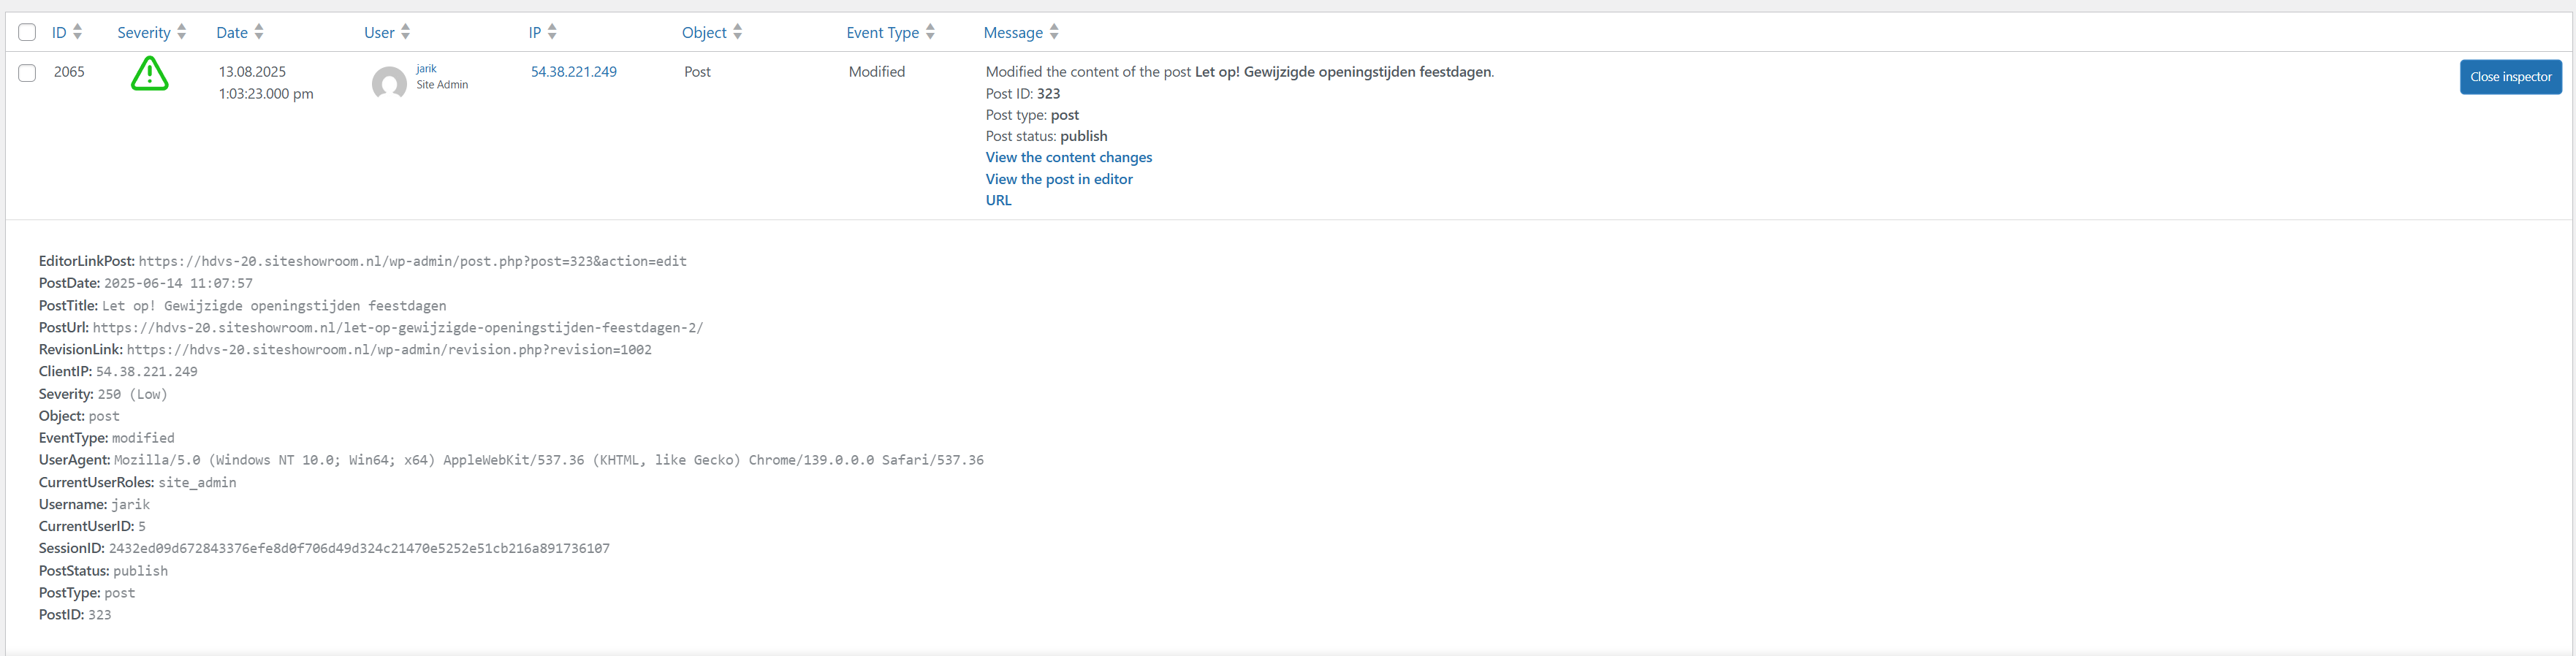 ID Severity Date User IP Object Event Type Message
2065 13.08.2025 jarik 54.38.221.249 Post Modified Modified the content of the post Let op! Gewijzigde openingstijden feestdagen. Close inspector
1:03:23.000 pm Site Admin Post ID: 323
Post type: post
Post status: publish
View the content changes
View the post in editor
URL
EditorLinkPost: https://hdvs-20.siteshowroom.nl/wp-admin/post.php?post=323&action=edit
PostDate: 2025-06-14 11:07:57
PostTitle: Let op! Gewijzigde openingstijden feestdagen
PostUrl: https://hdvs-20.siteshowroom.nl/let-op-gewijzigde-openingstijden-feestdagen-2/
RevisionLink: https://hdvs-20.siteshowroom.nl/wp-admin/revision.php?revision=1002
ClientIP: 54.38.221.249
Severity: 250 (Low)
Object: post
EventType: modified
UserAgent: Mozilla/5.0 (Windows NT 10.0; Win64; x64) AppleWebKit/537.36 (KHTML, like Gecko) Chrome/139.0.0.0 Safari/537.36
CurrentUserRoles: site_admin
Username: jarik
CurrentUserID: 5
SessionID: 2432ed09d672843376efe8d0f706d49d324c21470e5252e51cb216a891736107
PostStatus: publish
PostType: post
PostID: 323